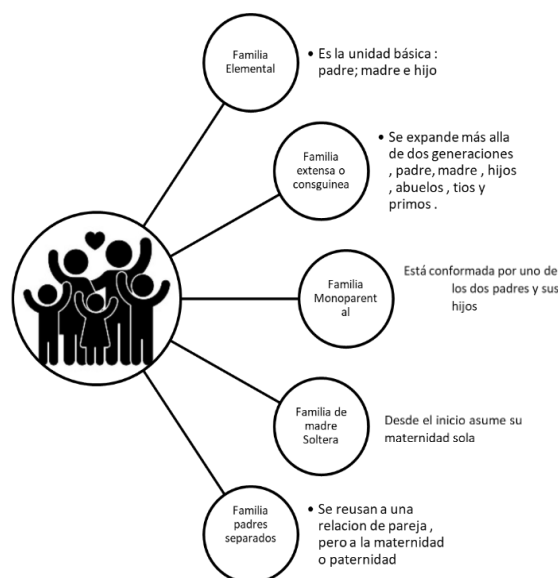 Familia
Elemental
• Es la unidad básica :
padre; madre e hijo
Familia
extensa o
consguinea
• Se expande más alla
de dos generaciones
, padre, madre , hijos
, abuelos , tios y
primos .
Familia
Monoparent
al
Está conformada por uno de
los dos padres y sus
hijos
Familia de
madre
Soltera
Desde el inicio asume su
maternidad sola
Familia
padres
separados
• Se reusan a una
relacion de pareja ,
pero a la maternidad
o paternidad